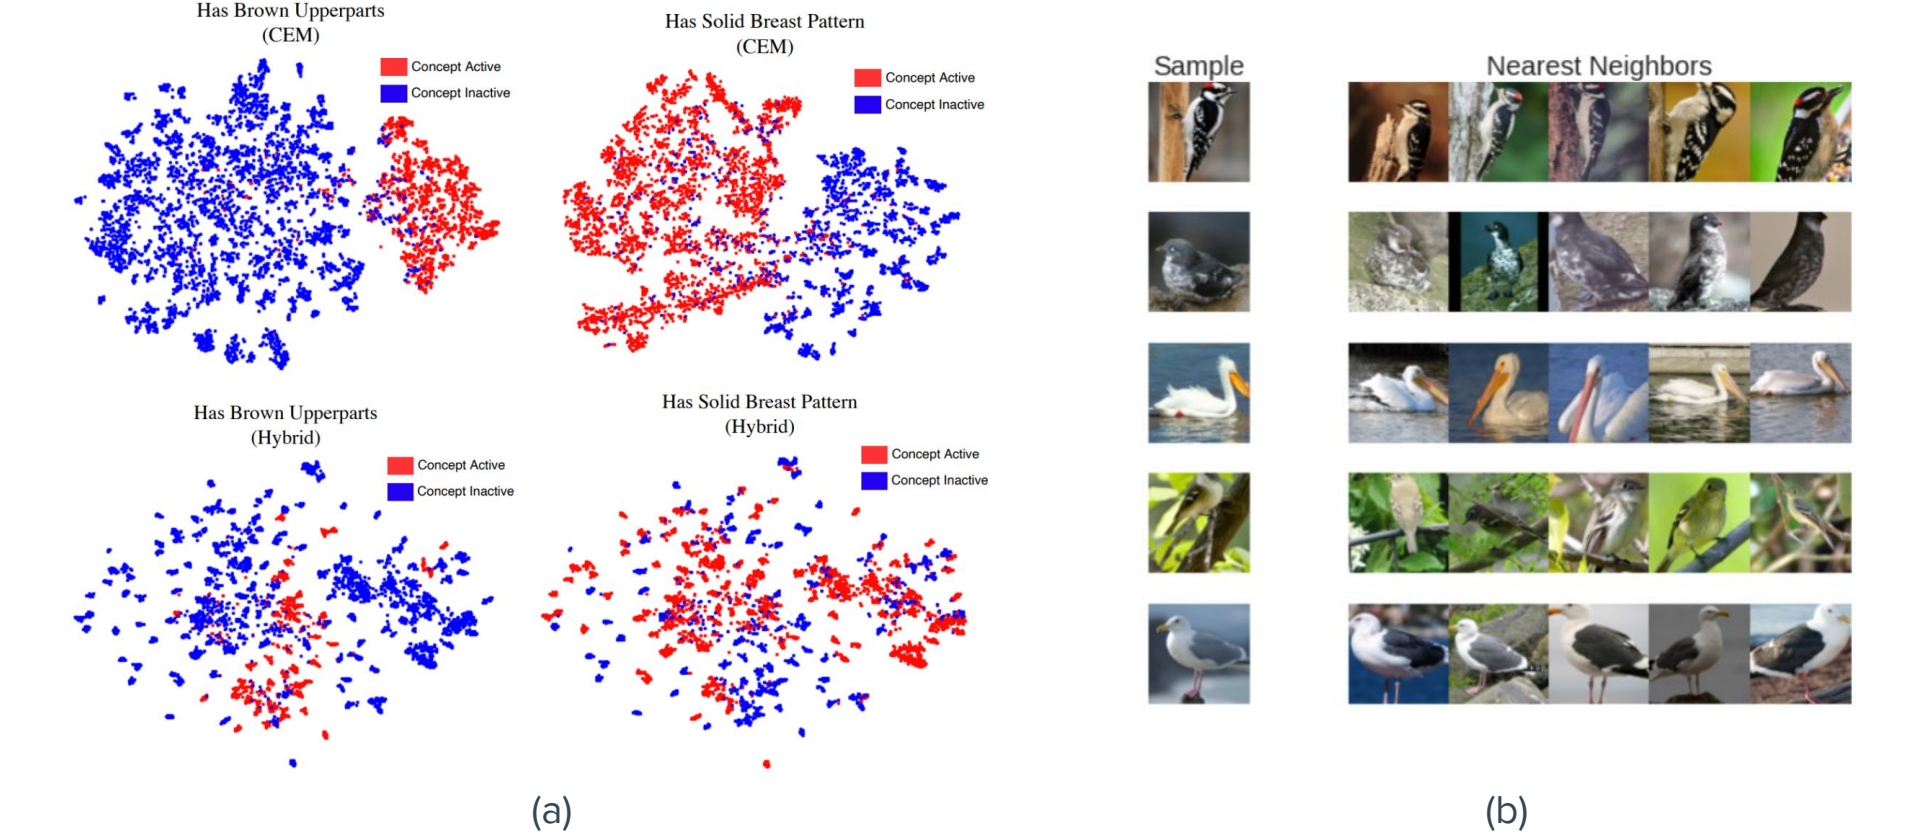 Has Brown Upperparts
(CEM)
Concept Active
Concept Inactive
Has Solid Breast Pattern
(CEM)
Concept Active
Concept Inactive
Has Brown Upperparts
(Hybrid)
Concept Active
Concept Inactive
Has Solid Breast Pattern
(Hybrid)
Concept Active
Concept Inactive
(a)
Sample
Nearest Neighbors
(b)